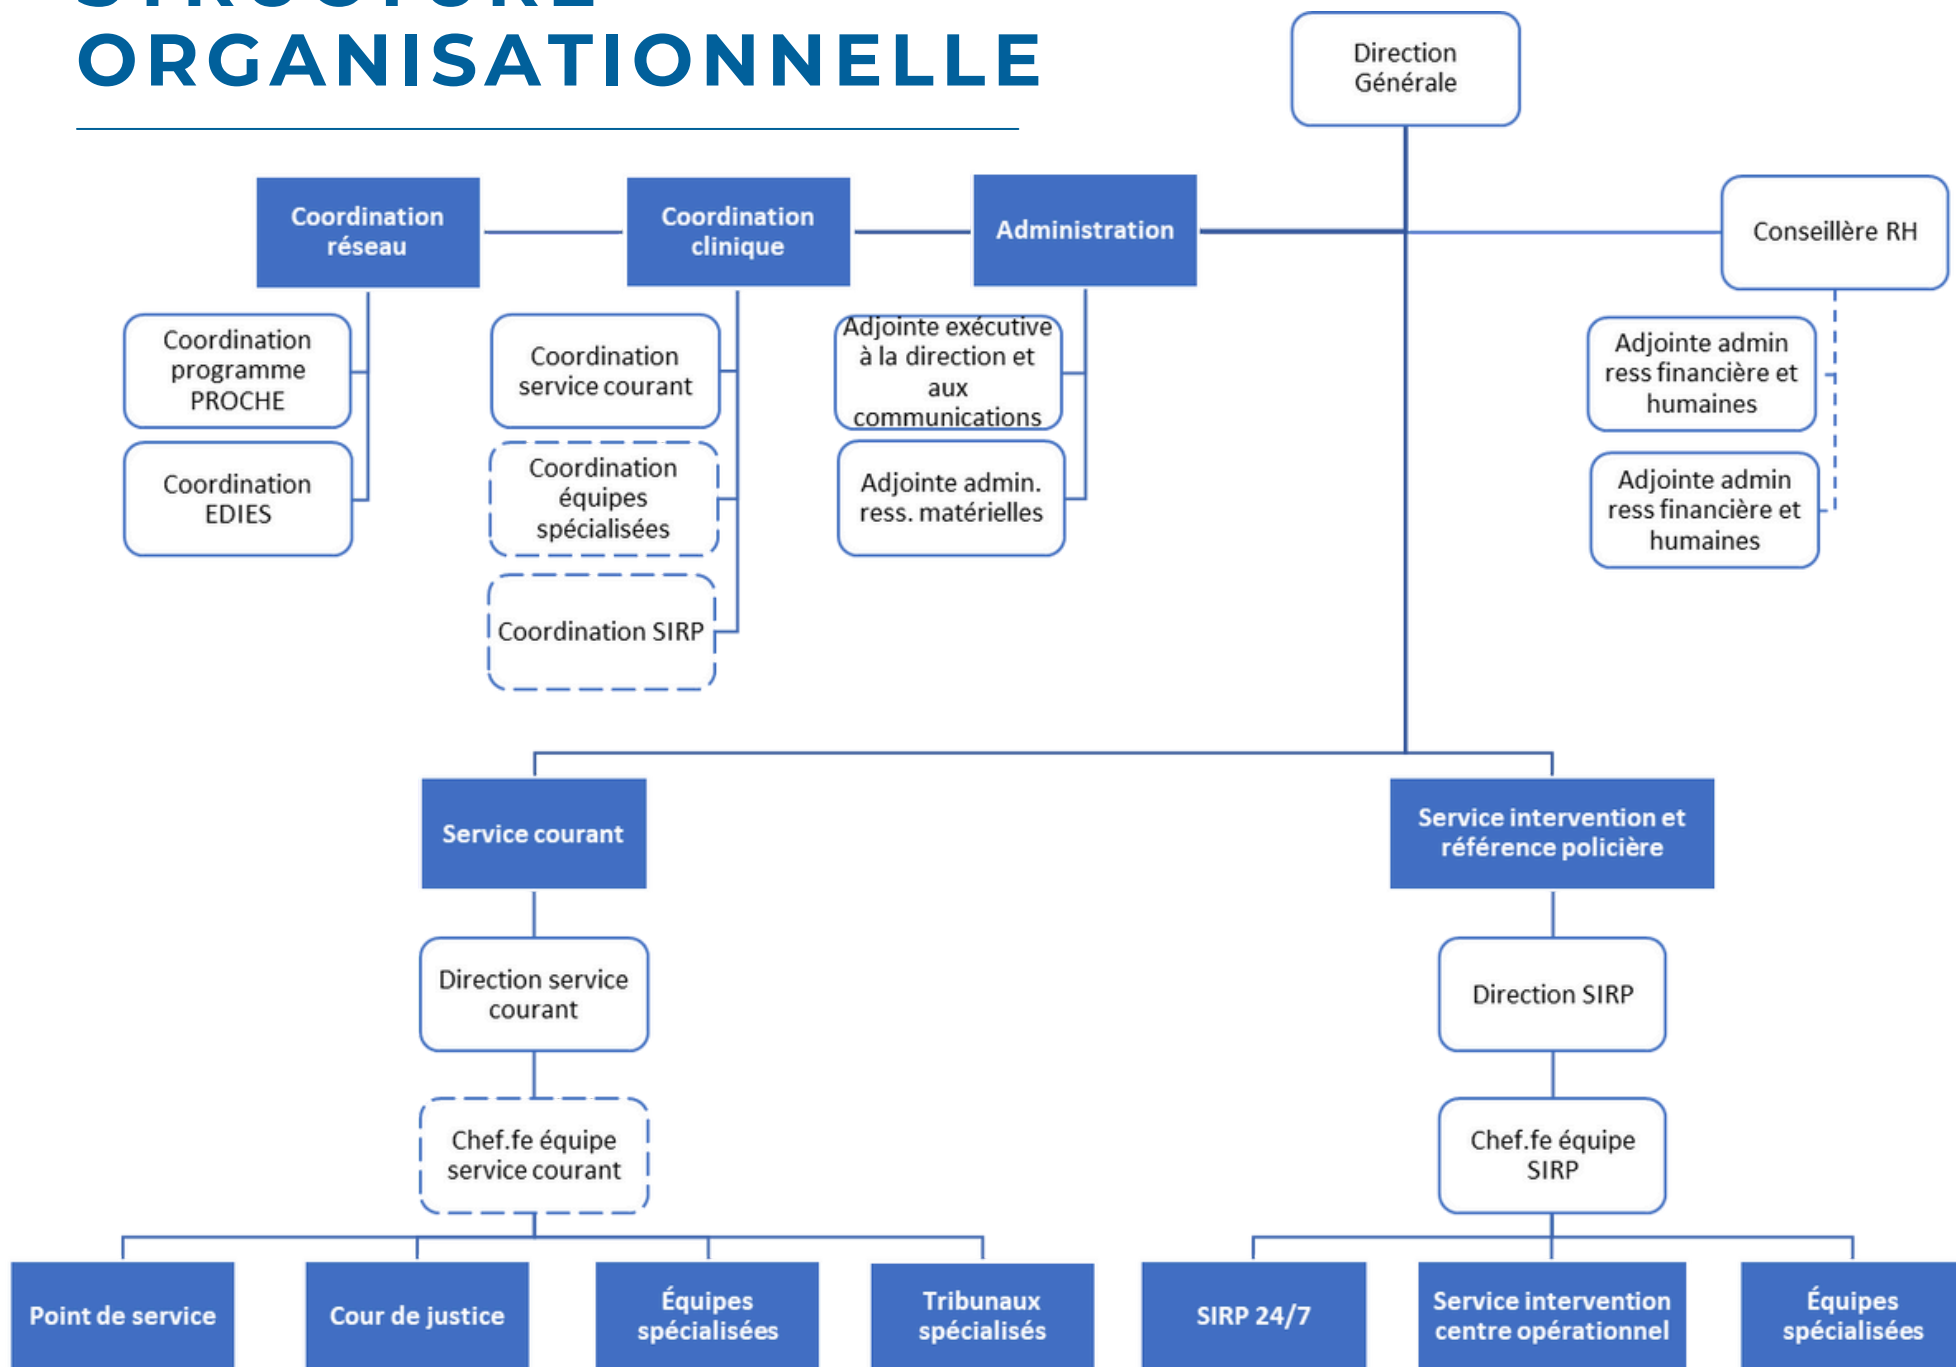 STRUCTURE
ORGANISATIONNELLE
Direction
Générale
Coordination
réseau
Coordination
clinique
Administration
Conseillère RH
Coordination
programme
PROCHE
Coordination
EDIES
Coordination
service courant
Coordination
équipes
spécialisées
Coordination SIRP
Adjointe exécutive
à la direction et
aux
communications
Adjointe admin.
ress. matérielles
Adjointe admin
ress financière et
humaines
Adjointe admin
ress financière et
humaines
Service courant
Service intervention et
référence policière
Direction service
courant
Direction SIRP
Chef.fe équipe
service courant
Chef.fe équipe
SIRP
Point de service
Cour de justice
Équipes
spécialisées
Tribunaux
spécialisés
SIRP 24/7
Service intervention
centre opérationnel
Équipes
spécialisées